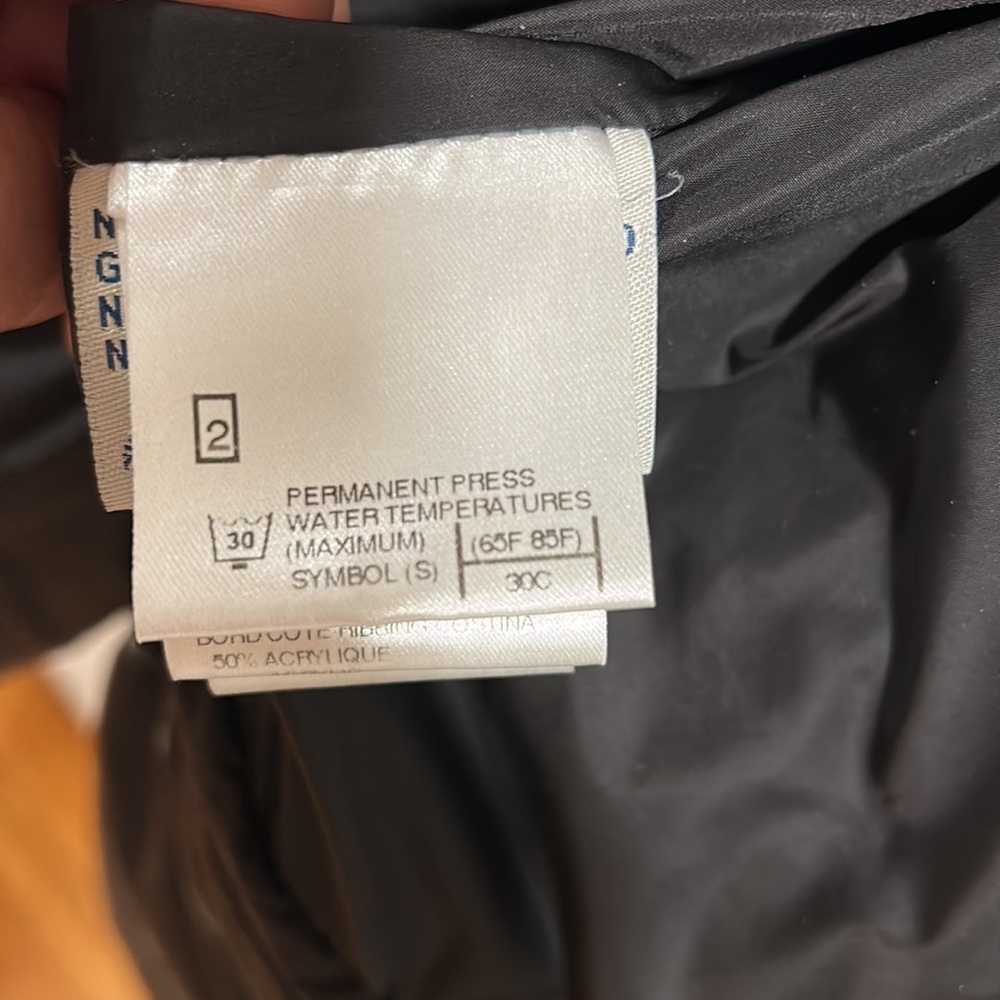 N
G
N
N
2
PERMANENT PRESS
WATER TEMPERATURES
30
(MAXIMUM) (65F 85F)
SYMBOL (S) 30C
50% ACRYLIQUE